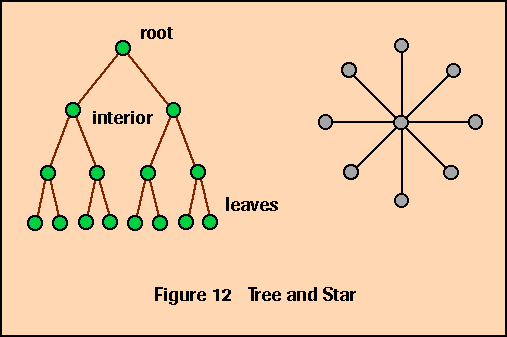 root
interior
leaves
Figure 12 Tree and Star